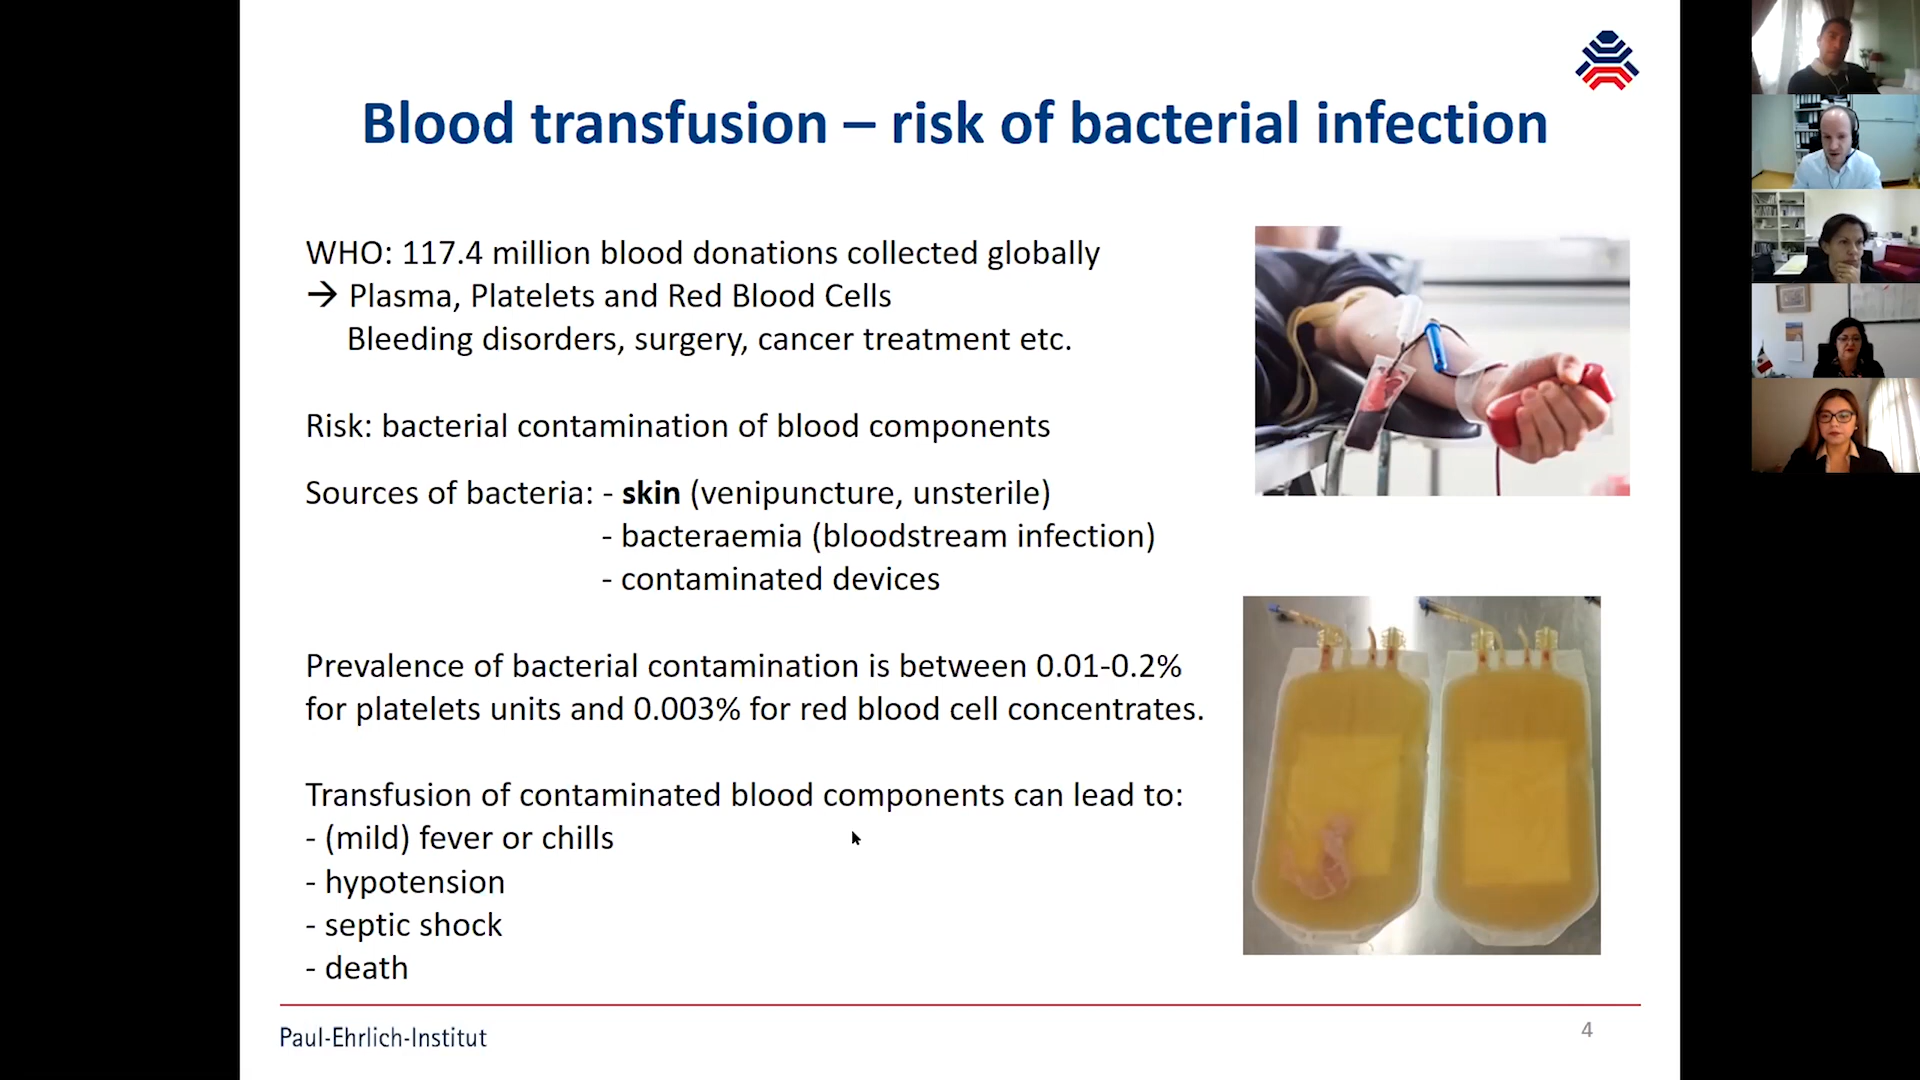 Blood transfusion – risk of bacterial infection
WHO: 117.4 million blood donations collected globally
→ Plasma, Platelets and Red Blood Cells
Bleeding disorders, surgery, cancer treatment etc.
Risk: bacterial contamination of blood components
Sources of bacteria: - skin (venipuncture, unsterile)
- bacteraemia (bloodstream infection)
- contaminated devices
Prevalence of bacterial contamination is between 0.01-0.2%
for platelets units and 0.003% for red blood cell concentrates.
Transfusion of contaminated blood components can lead to:
- (mild) fever or chills
- hypotension
- septic shock
- death
Paul-Ehrlich-Institut
4